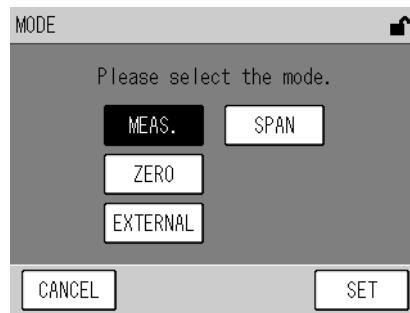 MODE
Please select the mode.
MEAS. SPAN
ZERO
EXTERNAL
CANCEL SET